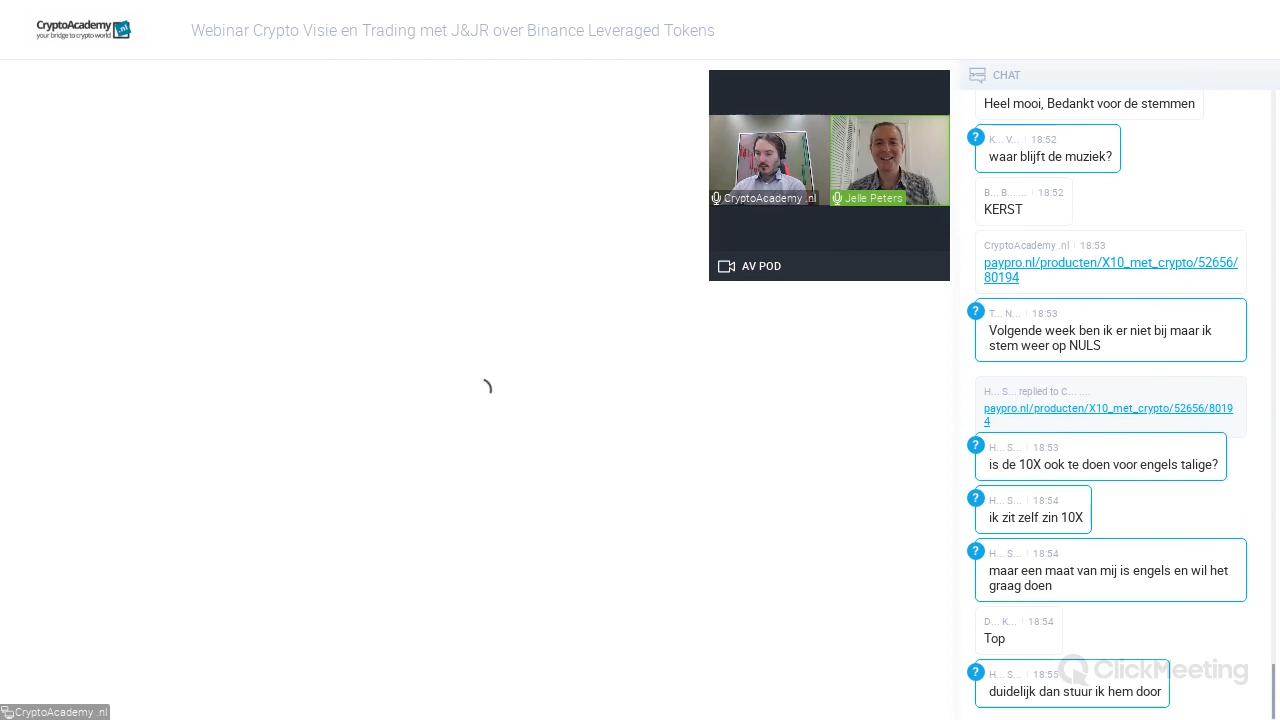 CryptoAcademy .nl
your bridge to crypto world
Webinar Crypto Visie en Trading met J&JR over Binance Leveraged Tokens
CryptoAcademy .nl
Jelle Peters
AV POD
CHAT
Heel mooi, Bedankt voor de stemmen
? K... V... 18:52
waar blijft de muziek?
B... B... ... 18:52
KERST
CryptoAcademy .nl 18:53
paypro.nl/producten/X10_met_crypto/52656/
80194
? T... N... 18:53
Volgende week ben ik er niet bij maar ik
stem weer op NULS
H... S... replied to C... ....
paypro.nl/producten/X10_met_crypto/52656/8019
4
? H... S... 18:53
is de 10X ook te doen voor engels talige?
? H... S... 18:54
ik zit zelf zin 10X
? H... S... 18:54
maar een maat van mij is engels en wil het
graag doen
D... K... 18:54
Top
? H... S... 18:55
duidelijk dan stuur ik hem door
ClickMeeting
CryptoAcademy .nl